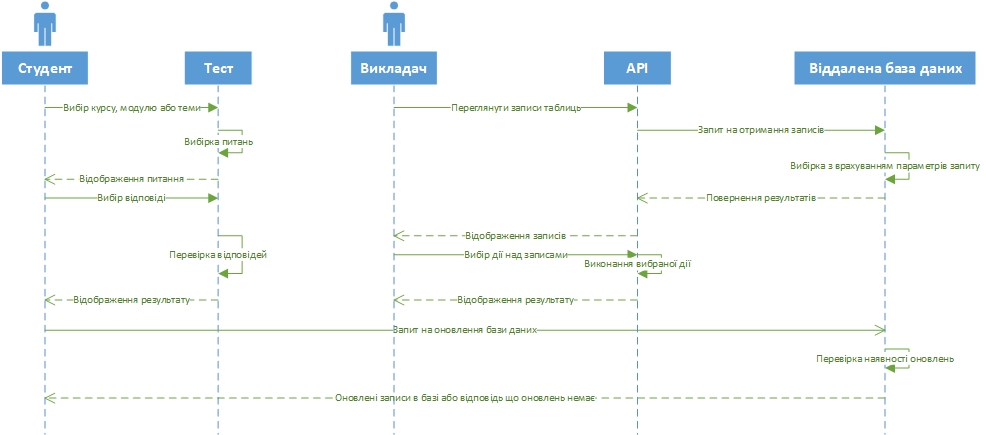 Студент
Тест
Викладач
API
Віддалена база даних
Вибір курсу, модулю або теми
Переглянути записи таблиць
Запит на отримання записів
Вибірка питань
Вибірка з врахуванням параметрів запиту
Відображення питання
Вибір відповіді
Повернення результатів
Відображення записів
Перевірка відповідей
Вибір дії над записами
Виконання вибраної дії
Відображення результату
Відображення результату
Запит на оновлення бази даних
Перевірка наявності оновлень
Оновлені записи в базі або відповідь що оновлень немає